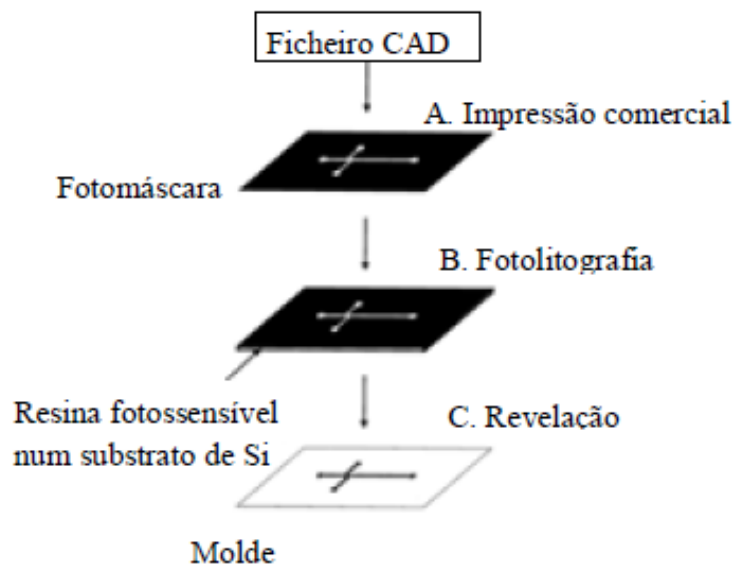 Ficheiro CAD
A. Impressão comercial
Fotomáscara
B. Fotolitografia
Resina fotossensível
num substrato de Si
C. Revelação
Molde